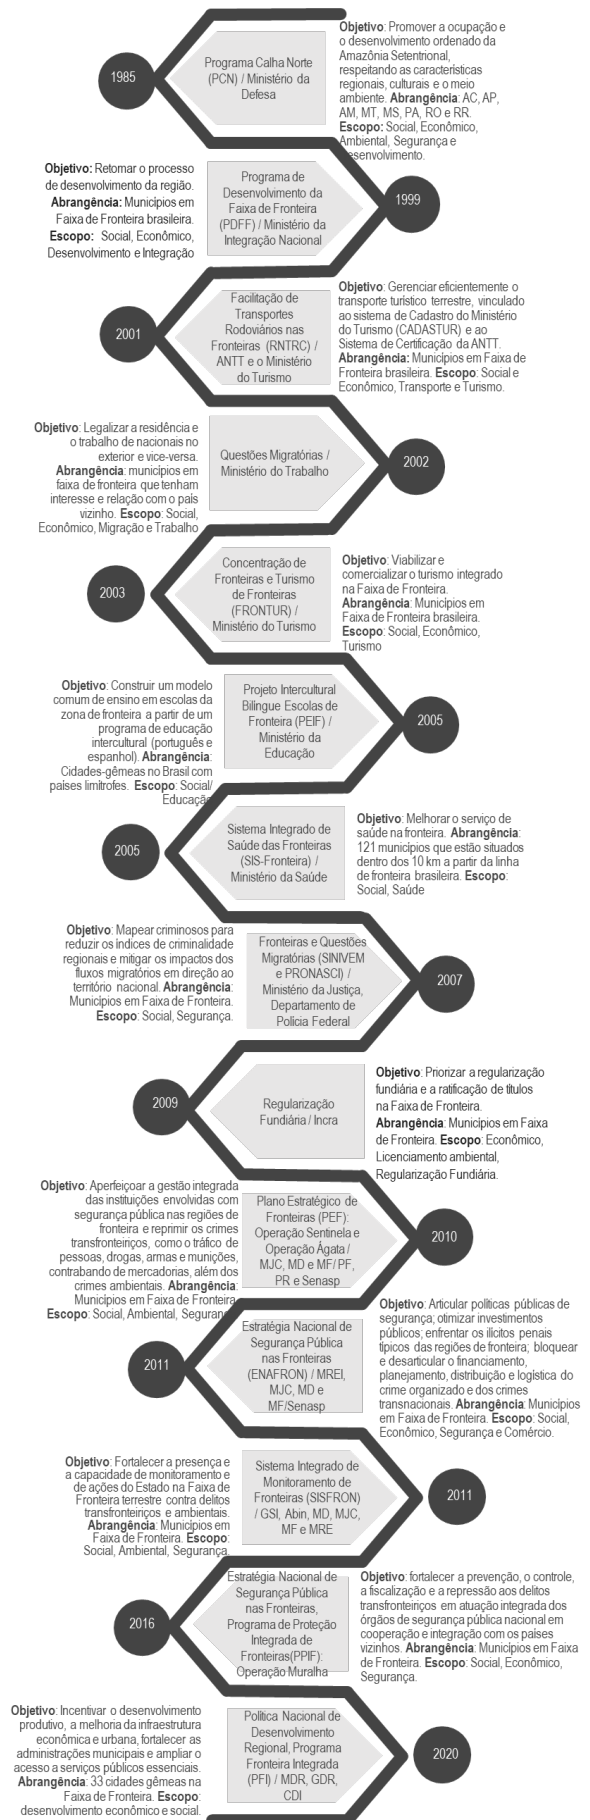 1985
Programa Calha Norte
(PCN) / Ministério da
Defesa
Objetivo: Promover a ocupação e
o desenvolvimento ordenado da
Amazônia Setentrional,
respeitando as características
regionais, culturais e o meio
ambiente. Abrangência: AC, AP,
AM, MT, MS, PA, RO e RR.
Escopo: Social, Econômico,
Ambiental, Segurança e
Desenvolvimento.
Objetivo: Retomar o processo
de desenvolvimento da região.
Abrangência: Municípios em
Faixa de Fronteira brasileira.
Escopo: Social, Econômico,
Desenvolvimento e Integração
Programa de
Desenvolvimento da
Faixa de Fronteira
(PDFF) / Ministério da
Integração Nacional
1999
2001
Facilitação de
Transportes
Rodoviários nas
Fronteiras (RNTRC) /
ANTT e o Ministério
do Turismo
Objetivo: Gerenciar eficientemente o
transporte turístico terrestre, vinculado
ao sistema de Cadastro do Ministério
do Turismo (CADASTUR) e ao
Sistema de Certificação da ANTT.
Abrangência: Municípios em Faixa de
Fronteira brasileira. Escopo: Social e
Econômico, Transporte e Turismo.
Objetivo: Legalizar a residência e
o trabalho de nacionais no
exterior e vice-versa.
Abrangência: municípios em
faixa de fronteira que tenham
interesse e relação com o país
vizinho. Escopo: Social,
Econômico, Migração e Trabalho
Questões Migratórias /
Ministério do Trabalho
2002
2003
Concentração de
Fronteiras e Turismo
de Fronteiras
(FRONTUR) /
Ministério do Turismo
Objetivo: Viabilizar e
comercializar o turismo integrado
na Faixa de Fronteira.
Abrangência: Municípios em
Faixa de Fronteira brasileira.
Escopo: Social, Econômico,
Turismo
Objetivo: Construir um modelo
comum de ensino em escolas da
zona de fronteira a partir de um
programa de educação
intercultural (português e
espanhol). Abrangência:
Cidades-gêmeas no Brasil com
países limítrofes. Escopo: Social/
Educação
Projeto Intercultural
Bilíngue Escolas de
Fronteira (PEIF) /
Ministério da
Educação
2005
2005
Sistema Integrado de
Saúde das Fronteiras
(SIS-Fronteira) /
Ministério da Saúde
Objetivo: Melhorar o serviço de
saúde na fronteira. Abrangência:
121 municípios que estão situados
dentro dos 10 km a partir da linha
de fronteira brasileira. Escopo:
Social, Saúde
Objetivo: Mapear criminosos para
reduzir os índices de criminalidade
regionais e mitigar os impactos dos
fluxos migratórios em direção ao
território nacional. Abrangência:
Municípios em Faixa de Fronteira.
Escopo: Social, Segurança.
Fronteiras e Questões
Migratórias (SINIVEM
e PRONASCI) /
Ministério da Justiça,
Departamento de
Polícia Federal
2007
2009
Regularização
Fundiária / Incra
Objetivo: Priorizar a regularização
fundiária e a ratificação de títulos
na Faixa de Fronteira.
Abrangência: Municípios em Faixa
de Fronteira. Escopo: Econômico,
Licenciamento ambiental,
Regularização Fundiária.
Objetivo: Aperfeiçoar a gestão integrada
das instituições envolvidas com
segurança pública nas regiões de
fronteira e reprimir os crimes
transfronteiriços, como o tráfico de
pessoas, drogas, armas e munições,
contrabando de mercadorias, além dos
crimes ambientais. Abrangência:
Municípios em Faixa de Fronteira.
Escopo: Social, Ambiental, Segurança
Plano Estratégico de
Fronteiras (PEF):
Operação Sentinela e
Operação Ágata /
MJC, MD e MF/ PF,
PR e Senasp
2010
2011
Estratégia Nacional de
Segurança Pública
nas Fronteiras
(ENAFRON) / MREI,
MJC, MD e
MF/Senasp
Objetivo: Articular políticas públicas de
segurança; otimizar investimentos
públicos; enfrentar os ilícitos penais
típicos das regiões de fronteira; bloquear
e desarticular o financiamento,
planejamento, distribuição e logística do
crime organizado e dos crimes
transnacionais. Abrangência: Municípios
em Faixa de Fronteira. Escopo: Social,
Econômico, Segurança e Comércio.
Objetivo: Fortalecer a presença e
a capacidade de monitoramento e
de ações do Estado na Faixa de
Fronteira terrestre contra delitos
transfronteiriços e ambientais.
Abrangência: Municípios em
Faixa de Fronteira. Escopo:
Social, Ambiental, Segurança.
Sistema Integrado de
Monitoramento de
Fronteiras (SISFRON)
/ GSI, Abin, MD, MJC,
MF e MRE
2011
2016
Estratégia Nacional de
Segurança Pública
nas Fronteiras,
Programa de Proteção
Integrada de
Fronteiras(PPIF):
Operação Muralha
Objetivo: fortalecer a prevenção, o controle,
a fiscalização e a repressão aos delitos
transfronteiriços em atuação integrada dos
órgãos de segurança pública nacional em
cooperação e integração com os países
vizinhos. Abrangência: Municípios em Faixa
de Fronteira. Escopo: Social, Econômico,
Segurança.
Objetivo: Incentivar o desenvolvimento
produtivo, a melhoria da infraestrutura
econômica e urbana, fortalecer as
administrações municipais e ampliar o
acesso a serviços públicos essenciais.
Abrangência: 33 cidades gêmeas na
Faixa de Fronteira. Escopo:
desenvolvimento econômico e social.
Política Nacional de
Desenvolvimento
Regional, Programa
Fronteira Integrada
(PFI) / MDR, GDR,
CDI
2020